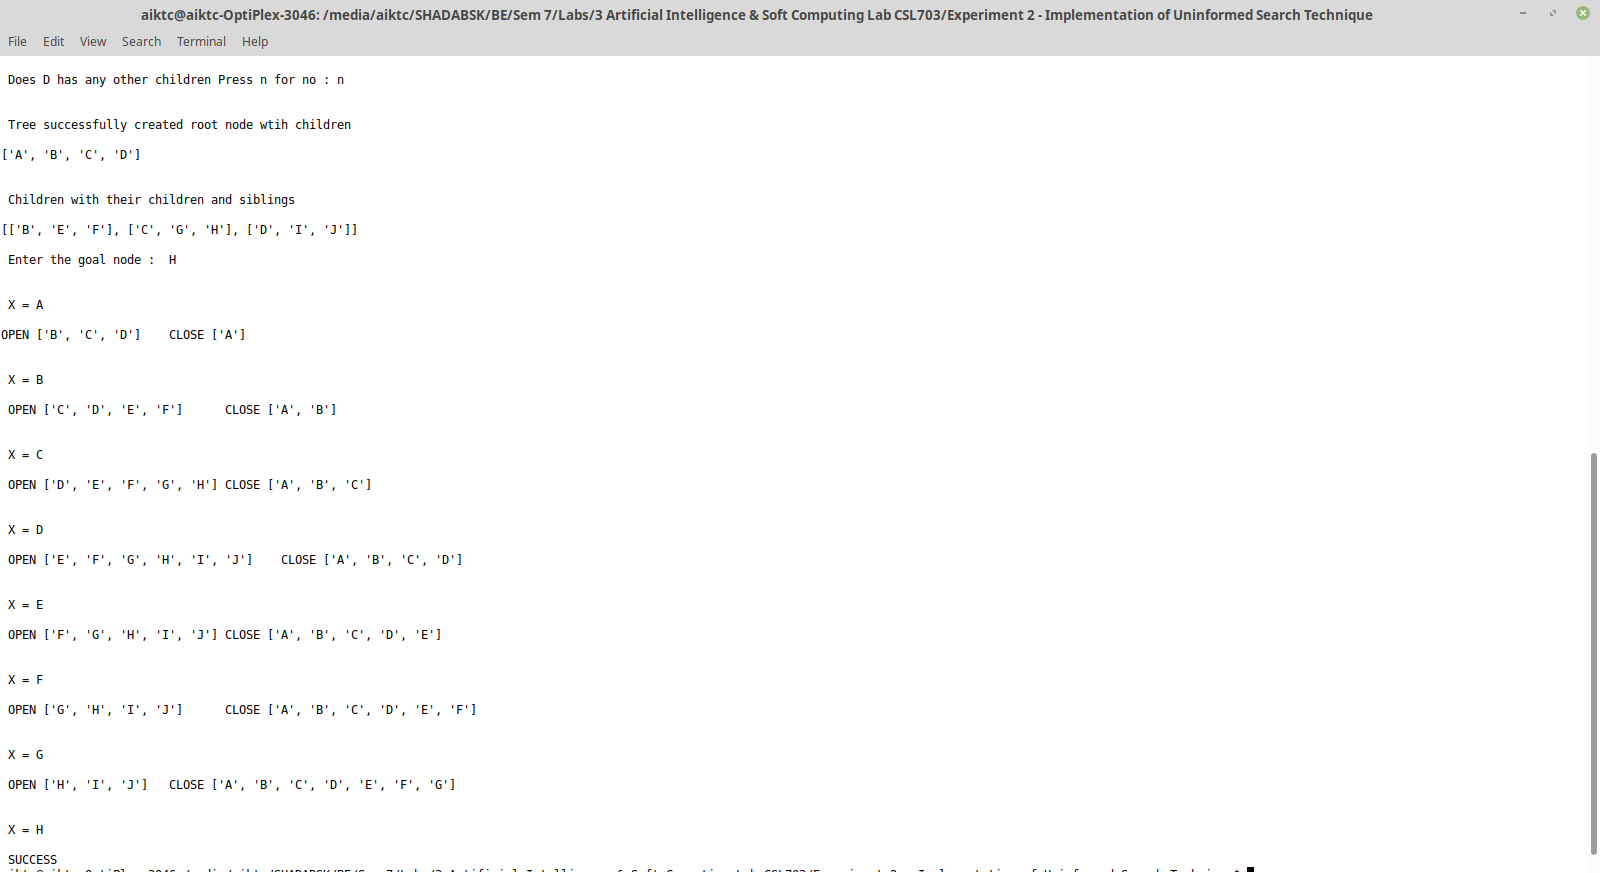 aiktc@aiktc-OptiPlex-3046: /media/aiktc/SHADABSK/BE/Sem 7/Labs/3 Artificial Intelligence & Soft Computing Lab CSL703/Experiment 2 - Implementation of Uninformed Search Technique
File Edit View Search Terminal Help
Does D has any other children Press n for no : n
Tree successfully created root node wtih children
['A', 'B', 'C', 'D']
Children with their children and siblings
[['B', 'E', 'F'], ['C', 'G', 'H'], ['D', 'I', 'J']]
Enter the goal node :  H
X = A
OPEN ['B', 'C', 'D']    CLOSE ['A']
X = B
OPEN ['C', 'D', 'E', 'F']      CLOSE ['A', 'B']
X = C
OPEN ['D', 'E', 'F', 'G', 'H'] CLOSE ['A', 'B', 'C']
X = D
OPEN ['E', 'F', 'G', 'H', 'I', 'J']    CLOSE ['A', 'B', 'C', 'D']
X = E
OPEN ['F', 'G', 'H', 'I', 'J'] CLOSE ['A', 'B', 'C', 'D', 'E']
X = F
OPEN ['G', 'H', 'I', 'J']      CLOSE ['A', 'B', 'C', 'D', 'E', 'F']
X = G
OPEN ['H', 'I', 'J']   CLOSE ['A', 'B', 'C', 'D', 'E', 'F', 'G']
X = H
SUCCESS